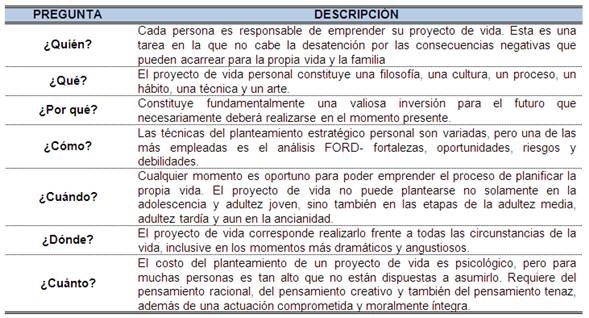 PREGUNTA DESCRIPCIÓN
Cada persona es responsable de emprender su proyecto de vida. Esta es una
¿Quién? tarea en la que no cabe la desatención por las consecuencias negativas que
pueden acarrear para la propia vida y la familia
¿Qué? El proyecto de vida personal constituye una filosofía, una cultura, un proceso, un
hábito, una técnica y un arte.
¿Por qué? Constituye fundamentalmente una valiosa inversión para el futuro que
necesariamente deberá realizarse en el momento presente.
Las técnicas del planteamiento estratégico personal son variadas, pero una de las
¿Cómo? más empleadas es el análisis FORD- fortalezas, oportunidades, riesgos y
debilidades.
Cualquier momento es oportuno para poder emprender el proceso de planificar la
¿Cuándo? propia vida. El proyecto de vida no puede plantearse no solamente en la
adolescencia y adultez joven, sino también en las etapas de la adultez media,
adultez tardía y aun en la ancianidad.
¿Dónde? El proyecto de vida corresponde realizarlo frente a todas las circunstancias de la
vida, inclusive en los momentos más dramáticos y angustiosos.
El costo del planteamiento de un proyecto de vida es psicológico, pero para
¿Cuánto? muchas personas es tan alto que no están dispuestas a asumirlo. Requiere del
pensamiento racional, del pensamiento creativo y también del pensamiento tenaz,
además de una actuación comprometida y moralmente íntegra.